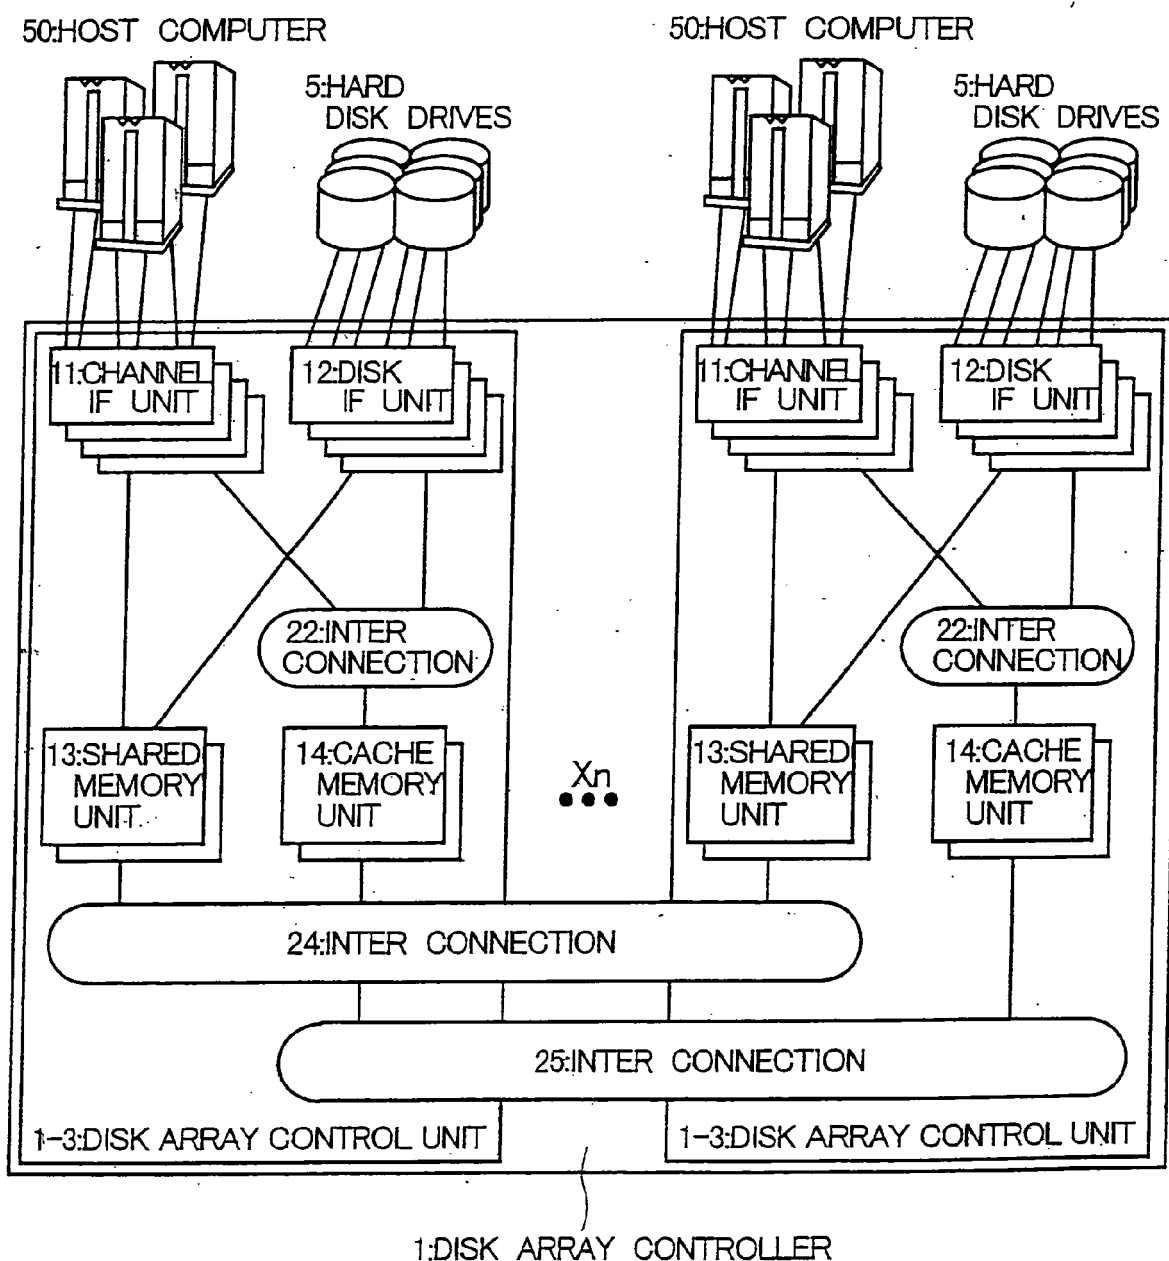 50:HOST COMPUTER
50:HOST COMPUTER
5:HARD
DISK DRIVES
5:HARD
DISK DRIVES
11:CHANNEL
IF UNIT
12:DISK
IF UNIT
11:CHANNEL
IF UNIT
12:DISK
IF UNIT
22:INTER
CONNECTION
22:INTER
CONNECTION
13:SHARED
MEMORY
UNIT
14:CACHE
MEMORY
UNIT
Xn
13:SHARED
MEMORY
UNIT
14:CACHE
MEMORY
UNIT
24:INTER CONNECTION
25:INTER CONNECTION
1-3:DISK ARRAY CONTROL UNIT
1-3:DISK ARRAY CONTROL UNIT
1:DISK ARRAY CONTROLLER